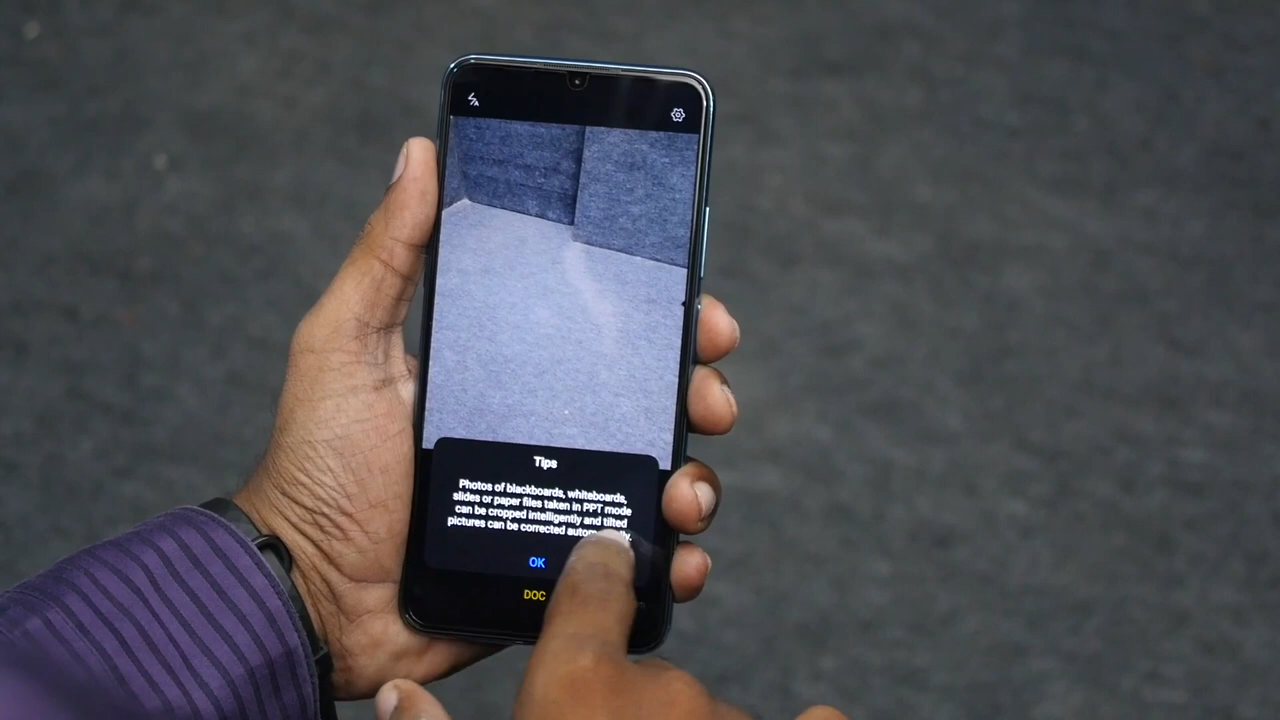 Tips
Photos of blackboards, whiteboards,
slides or paper files taken in PPT mode
can be cropped intelligently and tilted
pictures can be corrected
OK
DOC